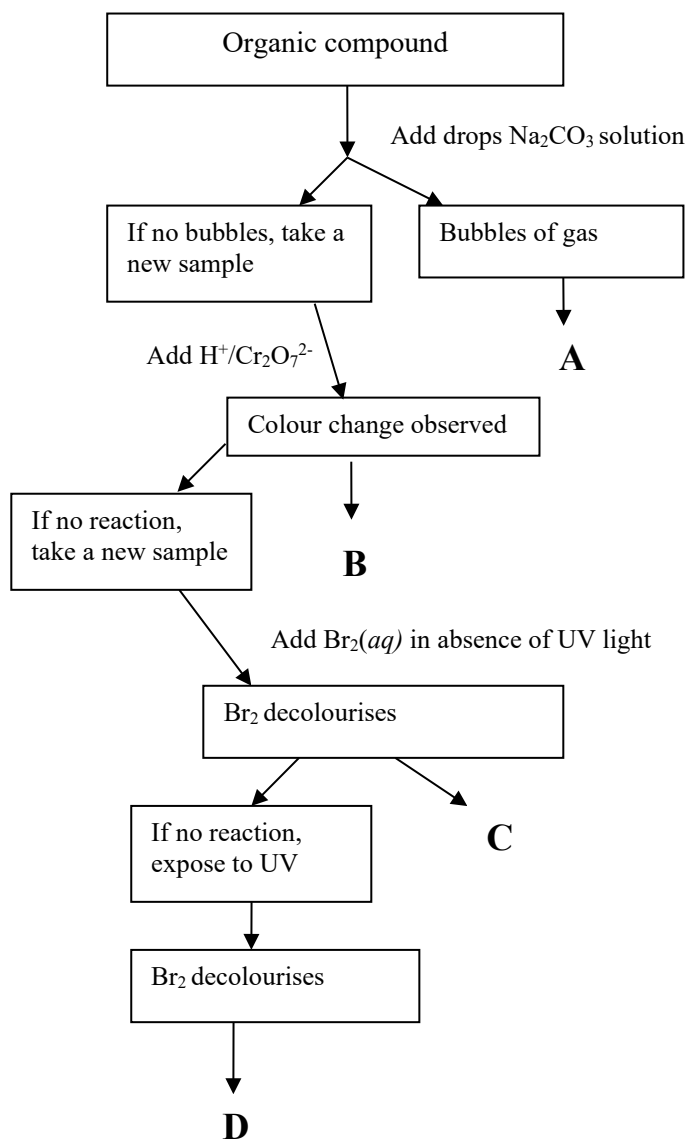 Organic compound
Add drops Na₂CO₃ solution
If no bubbles, take a
new sample
Bubbles of gas
Add H⁺/Cr₂O₇²⁻
A
Colour change observed
If no reaction,
take a new sample
B
Add Br₂(aq) in absence of UV light
Br₂ decolourises
If no reaction,
expose to UV
C
Br₂ decolourises
D